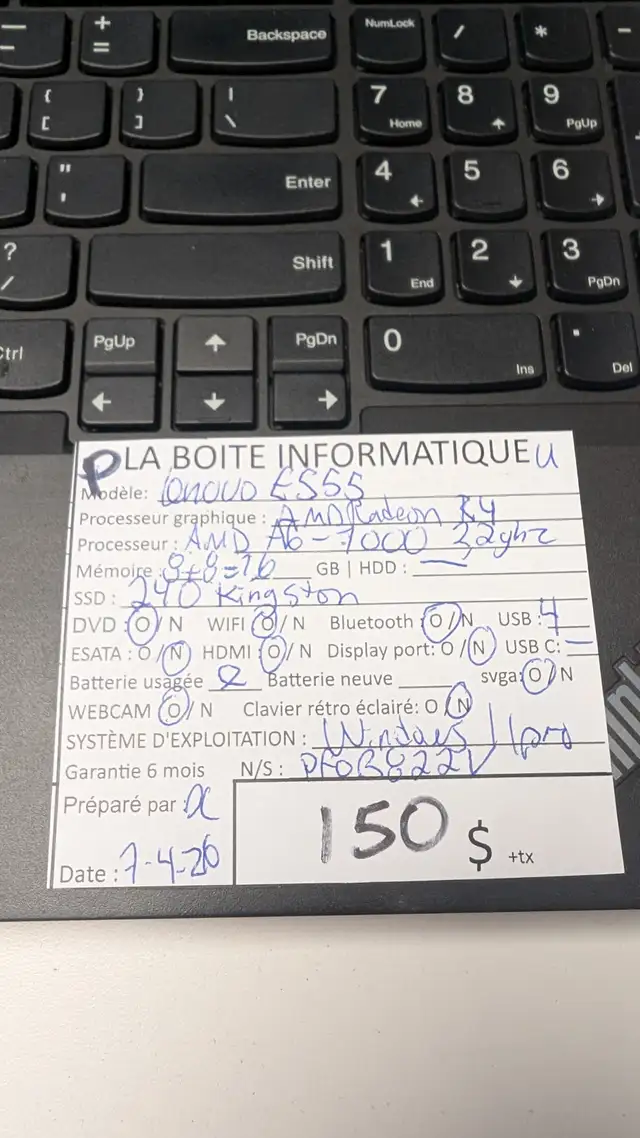 — + Backspace NumLock / * -
– =
{ } | 7 8 9
[ ] \ Home PgUp
" Enter 4 5 6
'
? Shift 1 2 3
/ End PgDn
Ctrl PgUp PgDn 0 .
Ins Del
P LA BOITE INFORMATIQUE U
Modèle: lenovo E555
Processeur graphique : AMD Radeon R4
Processeur : AMD A6-7000 2,2ghz
Mémoire : 8+8=16 GB | HDD : —
SSD : 240 Kingston
DVD : O / N WIFI O / N Bluetooth : O / N USB : 4
ESATA : O / N HDMI : O / N Display port: O / N USB C: —
Batterie usagée Batterie neuve svga: O / N
WEBCAM O / N Clavier rétro éclairé: O / N
SYSTÈME D'EXPLOITATION : Windows 11 pro
Garantie 6 mois N/S :
Préparé par :
Date : 7-4-26
150 $ +tx